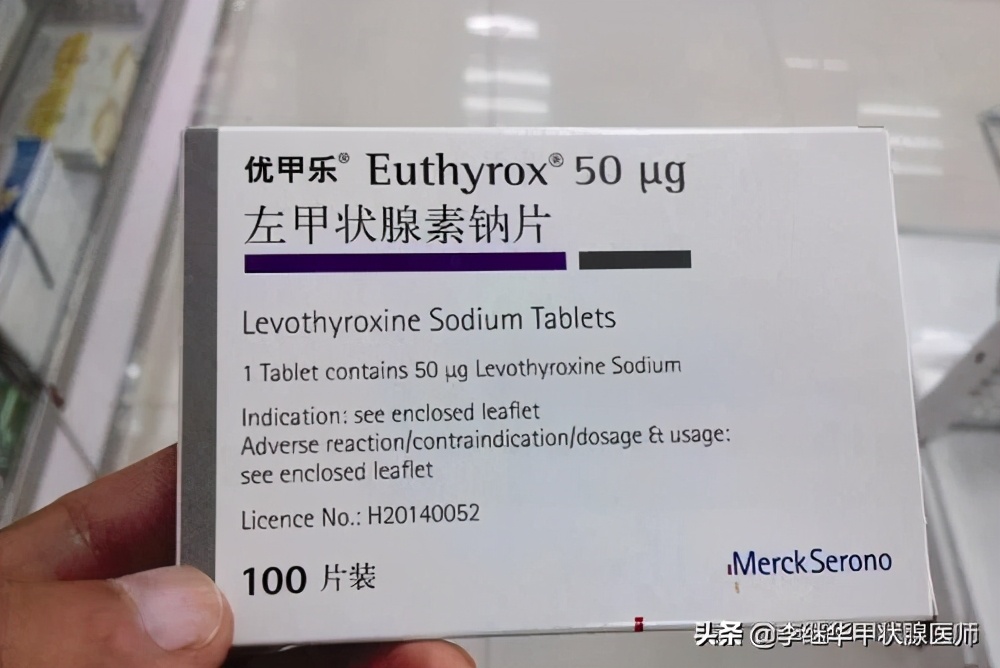 优甲乐® Euthyrox® 50 µg
左甲状腺素钠片
Levothyroxine Sodium Tablets
1 Tablet contains 50 µg Levothyroxine Sodium
Indication: see enclosed leaflet
Adverse reaction/contraindication/dosage & usage:
see enclosed leaflet
Licence No.: H20140052
100 片装
MerckSerono
头条 @李继华甲状腺医师